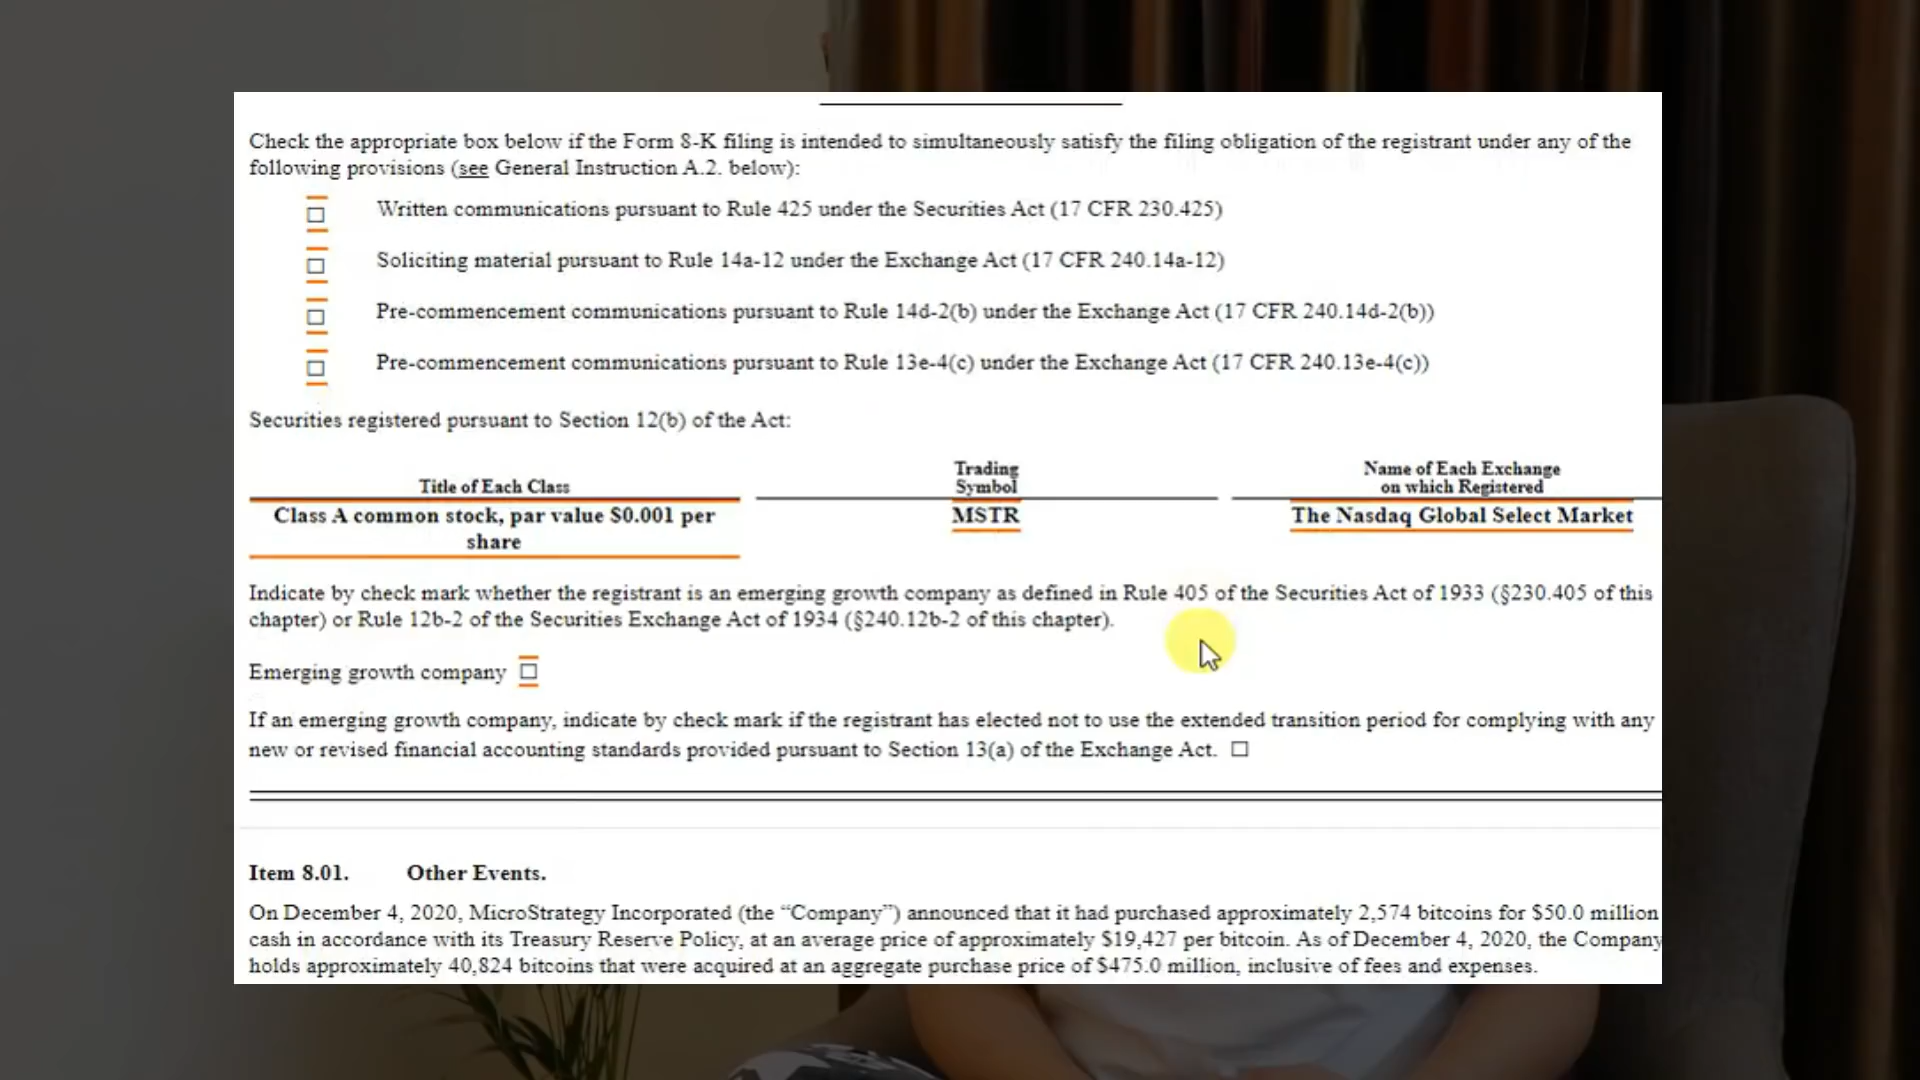 Check the appropriate box below if the Form 8-K filing is intended to simultaneously satisfy the filing obligation of the registrant under any of the
following provisions (see General Instruction A.2. below):
☐ Written communications pursuant to Rule 425 under the Securities Act (17 CFR 230.425)
☐ Soliciting material pursuant to Rule 14a-12 under the Exchange Act (17 CFR 240.14a-12)
☐ Pre-commencement communications pursuant to Rule 14d-2(b) under the Exchange Act (17 CFR 240.14d-2(b))
☐ Pre-commencement communications pursuant to Rule 13e-4(c) under the Exchange Act (17 CFR 240.13e-4(c))
Securities registered pursuant to Section 12(b) of the Act:
Title of Each Class
Trading
Symbol
Name of Each Exchange
on which Registered
Class A common stock, par value $0.001 per
share
MSTR
The Nasdaq Global Select Market
Indicate by check mark whether the registrant is an emerging growth company as defined in Rule 405 of the Securities Act of 1933 (§230.405 of this
chapter) or Rule 12b-2 of the Securities Exchange Act of 1934 (§240.12b-2 of this chapter).
Emerging growth company ☐
If an emerging growth company, indicate by check mark if the registrant has elected not to use the extended transition period for complying with any
new or revised financial accounting standards provided pursuant to Section 13(a) of the Exchange Act. ☐
Item 8.01. Other Events.
On December 4, 2020, MicroStrategy Incorporated (the “Company”) announced that it had purchased approximately 2,574 bitcoins for $50.0 million
cash in accordance with its Treasury Reserve Policy, at an average price of approximately $19,427 per bitcoin. As of December 4, 2020, the Company
holds approximately 40,824 bitcoins that were acquired at an aggregate purchase price of $475.0 million, inclusive of fees and expenses.